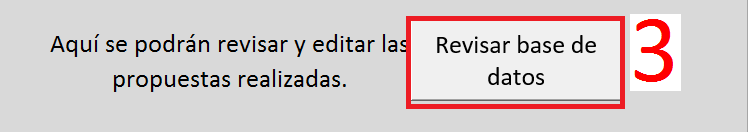 Aquí se podrán revisar y editar las
propuestas realizadas.
Revisar base de
datos
3